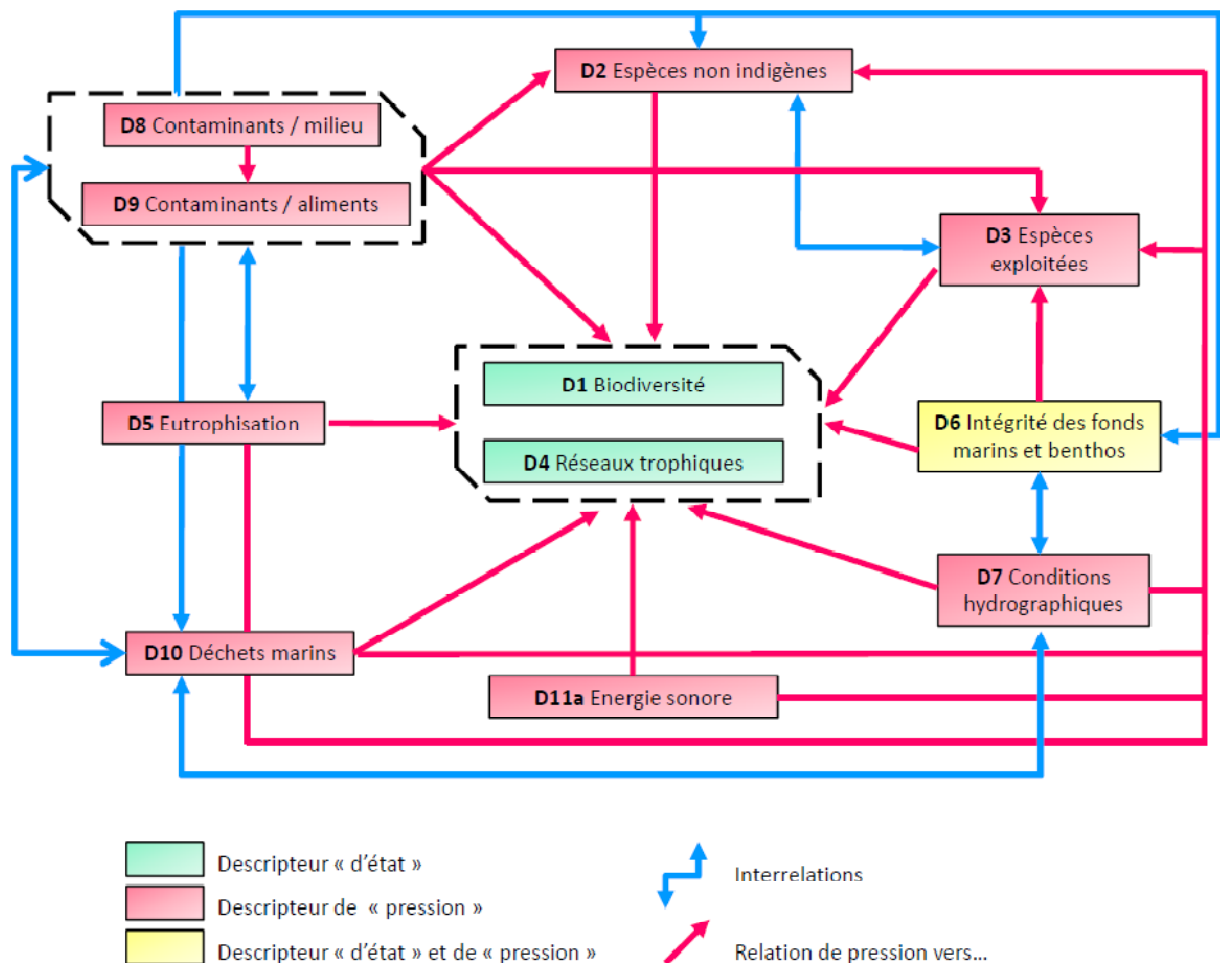 D2 Espèces non indigènes
D8 Contaminants / milieu
D9 Contaminants / aliments
D3 Espèces
exploitées
D1 Biodiversité
D5 Eutrophisation
D6 Intégrité des fonds
marins et benthos
D4 Réseaux trophiques
D7 Conditions
hydrographiques
D10 Déchets marins
D11a Energie sonore
Descripteur « d'état »
Descripteur de « pression »
Descripteur « d'état » et de « pression »
Interrelations
Relation de pression vers...